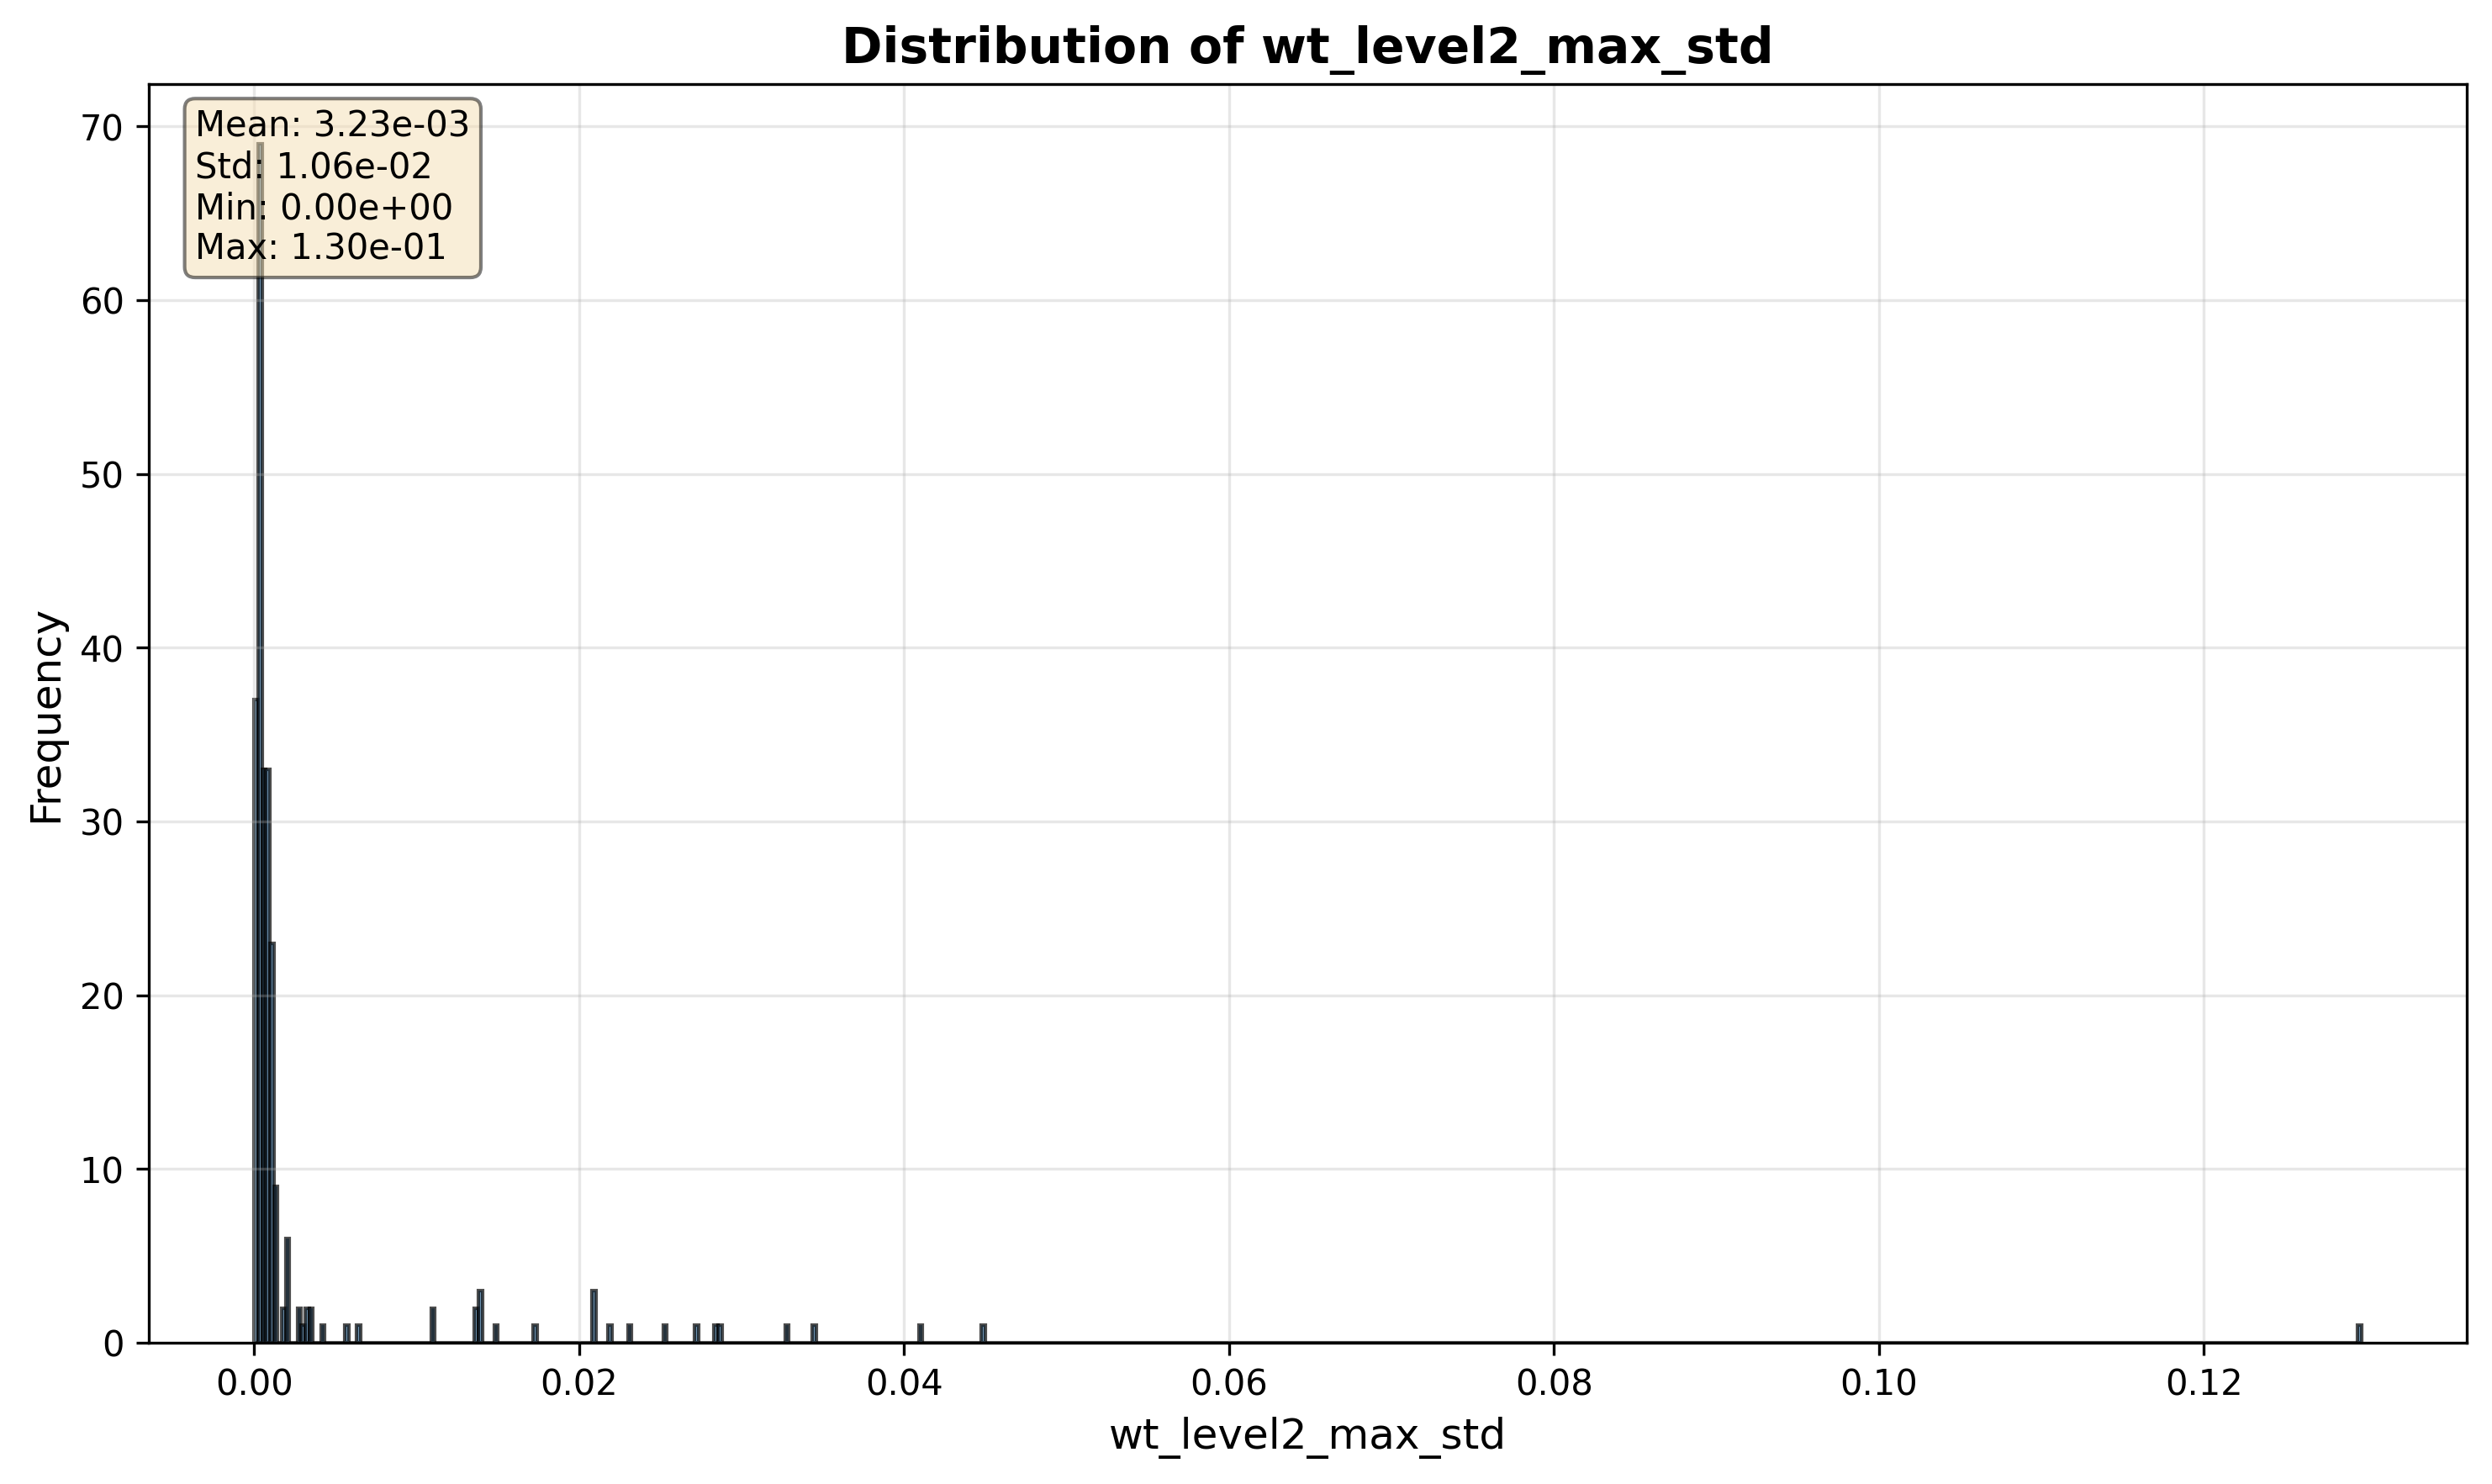 Distribution of wt_level2_max_std
Mean: 3.23e-03
Std: 1.06e-02
Min: 0.00e+00
Max: 1.30e-01
70
60
50
40
30
20
10
0
Frequency
0.00 0.02 0.04 0.06 0.08 0.10 0.12
wt_level2_max_std